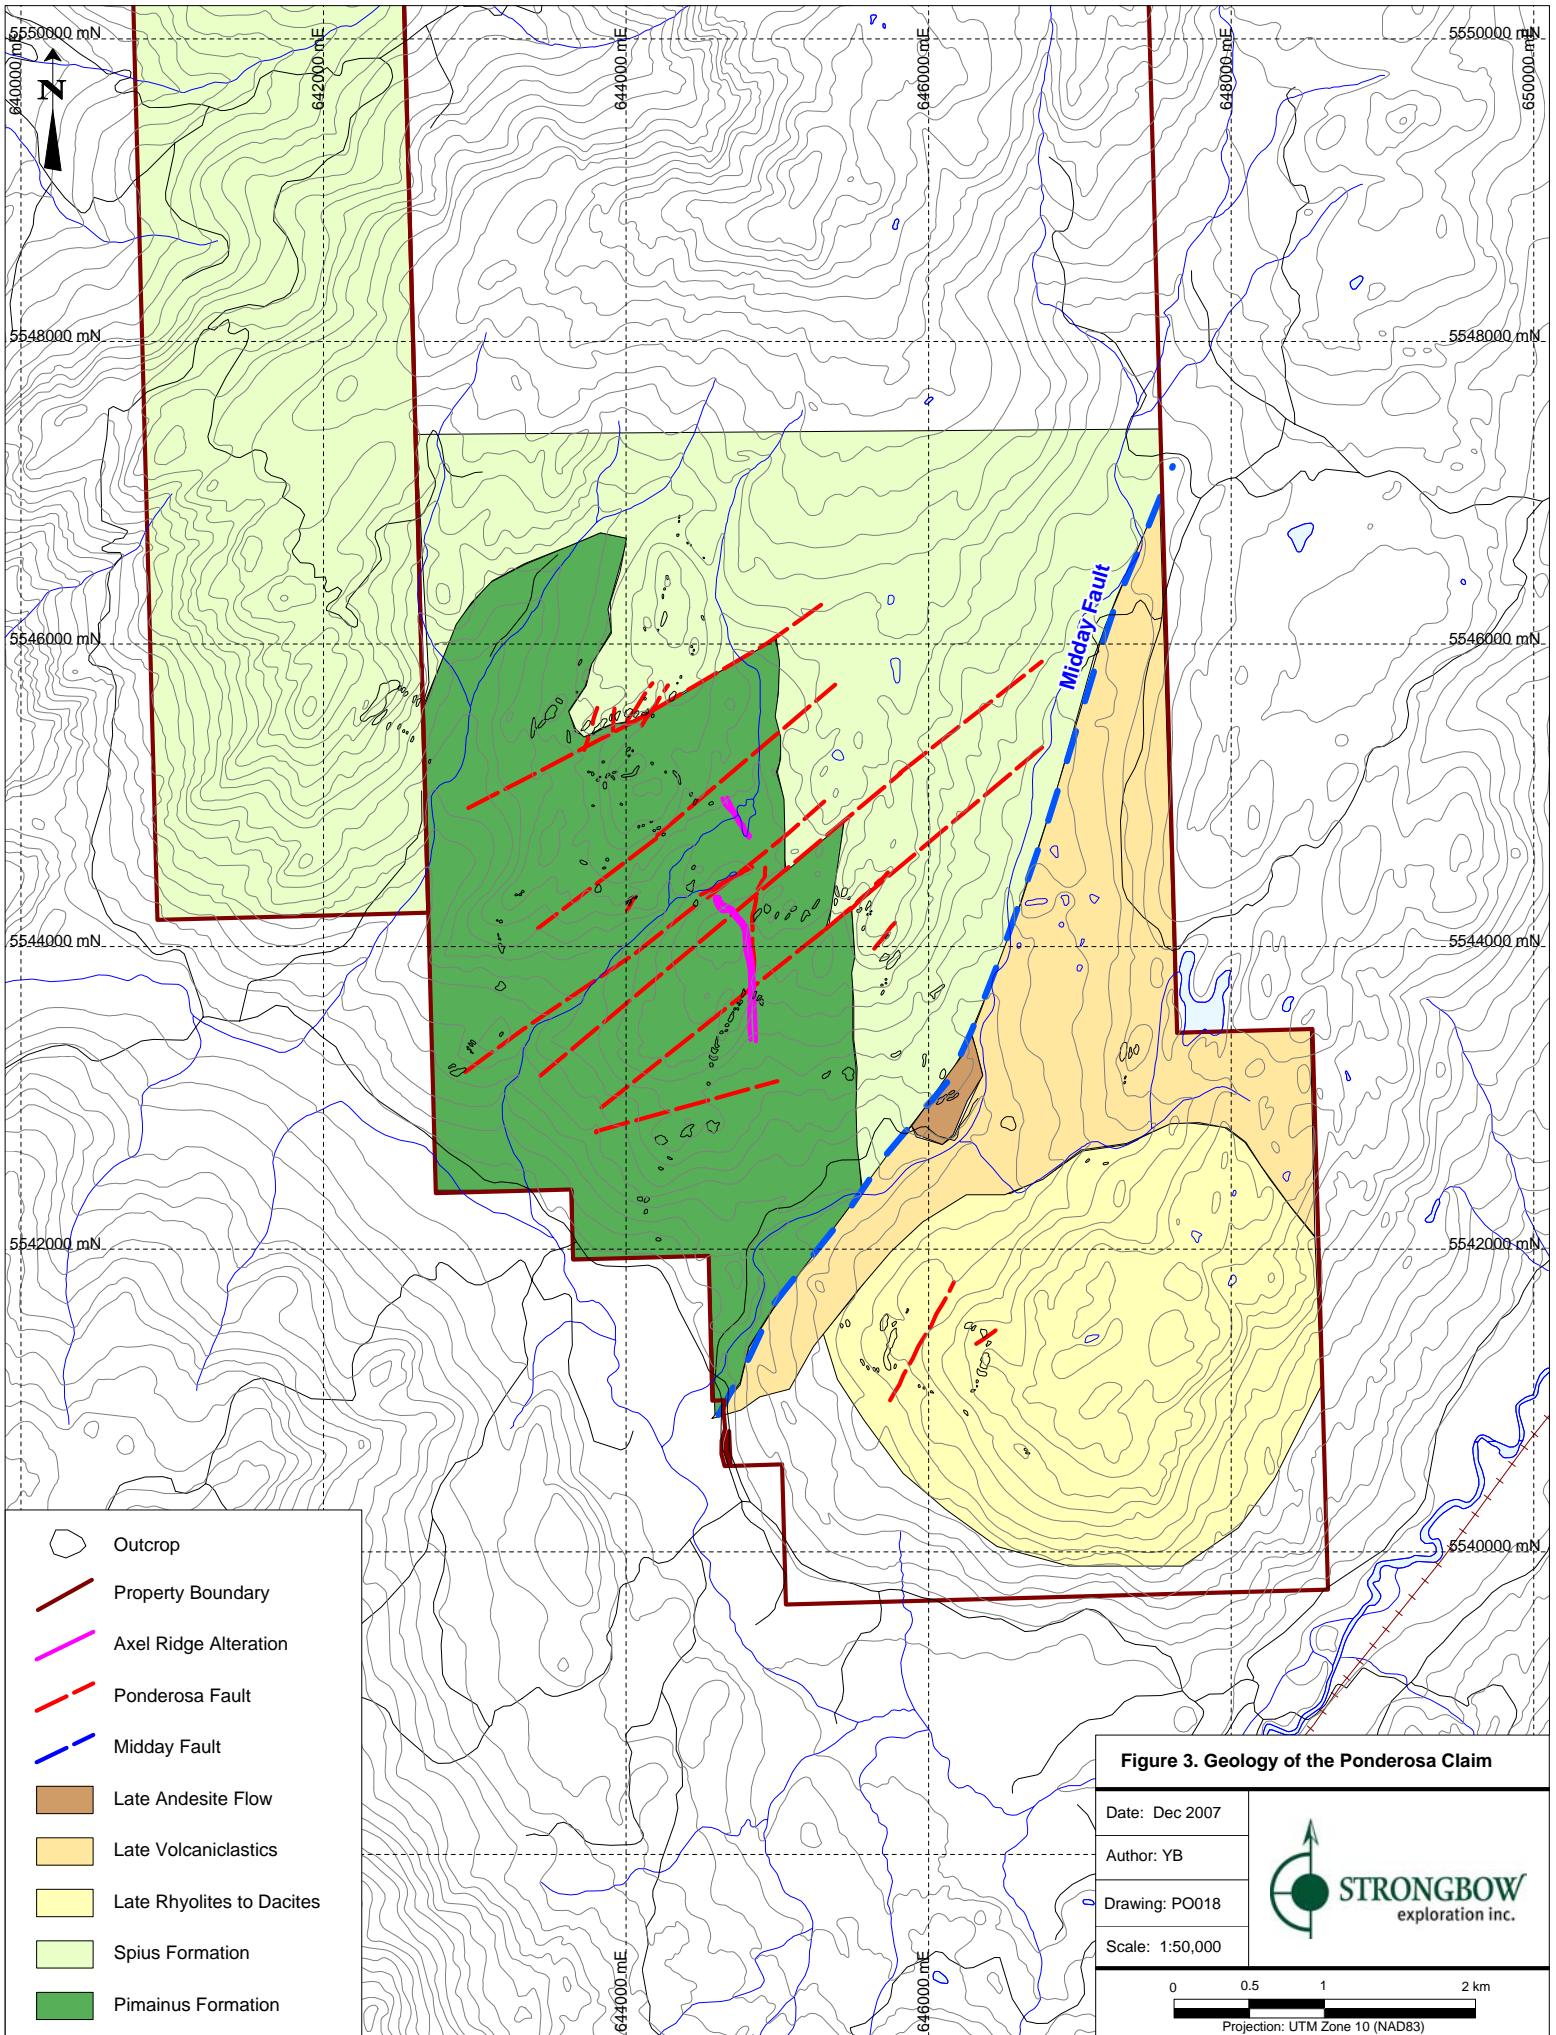 5550000 mN
5550000 mN
640000 mE
642000 mE
644000 mE
646000 mE
648000 mE
650000 mE
N
5548000 mN
5548000 mN
Midday Fault
5546000 mN
5546000 mN
5544000 mN
5544000 mN
5542000 mN
5542000 mN
5540000 mN
644000 mE
646000 mE
Outcrop
Property Boundary
Axel Ridge Alteration
Ponderosa Fault
Midday Fault
Late Andesite Flow
Late Volcaniclastics
Late Rhyolites to Dacites
Spius Formation
Pimainus Formation
Figure 3. Geology of the Ponderosa Claim
Date: Dec 2007
Author: YB
Drawing: PO018
Scale: 1:50,000
STRONGBOW
exploration inc.
0 0.5 1 2 km
Projection: UTM Zone 10 (NAD83)